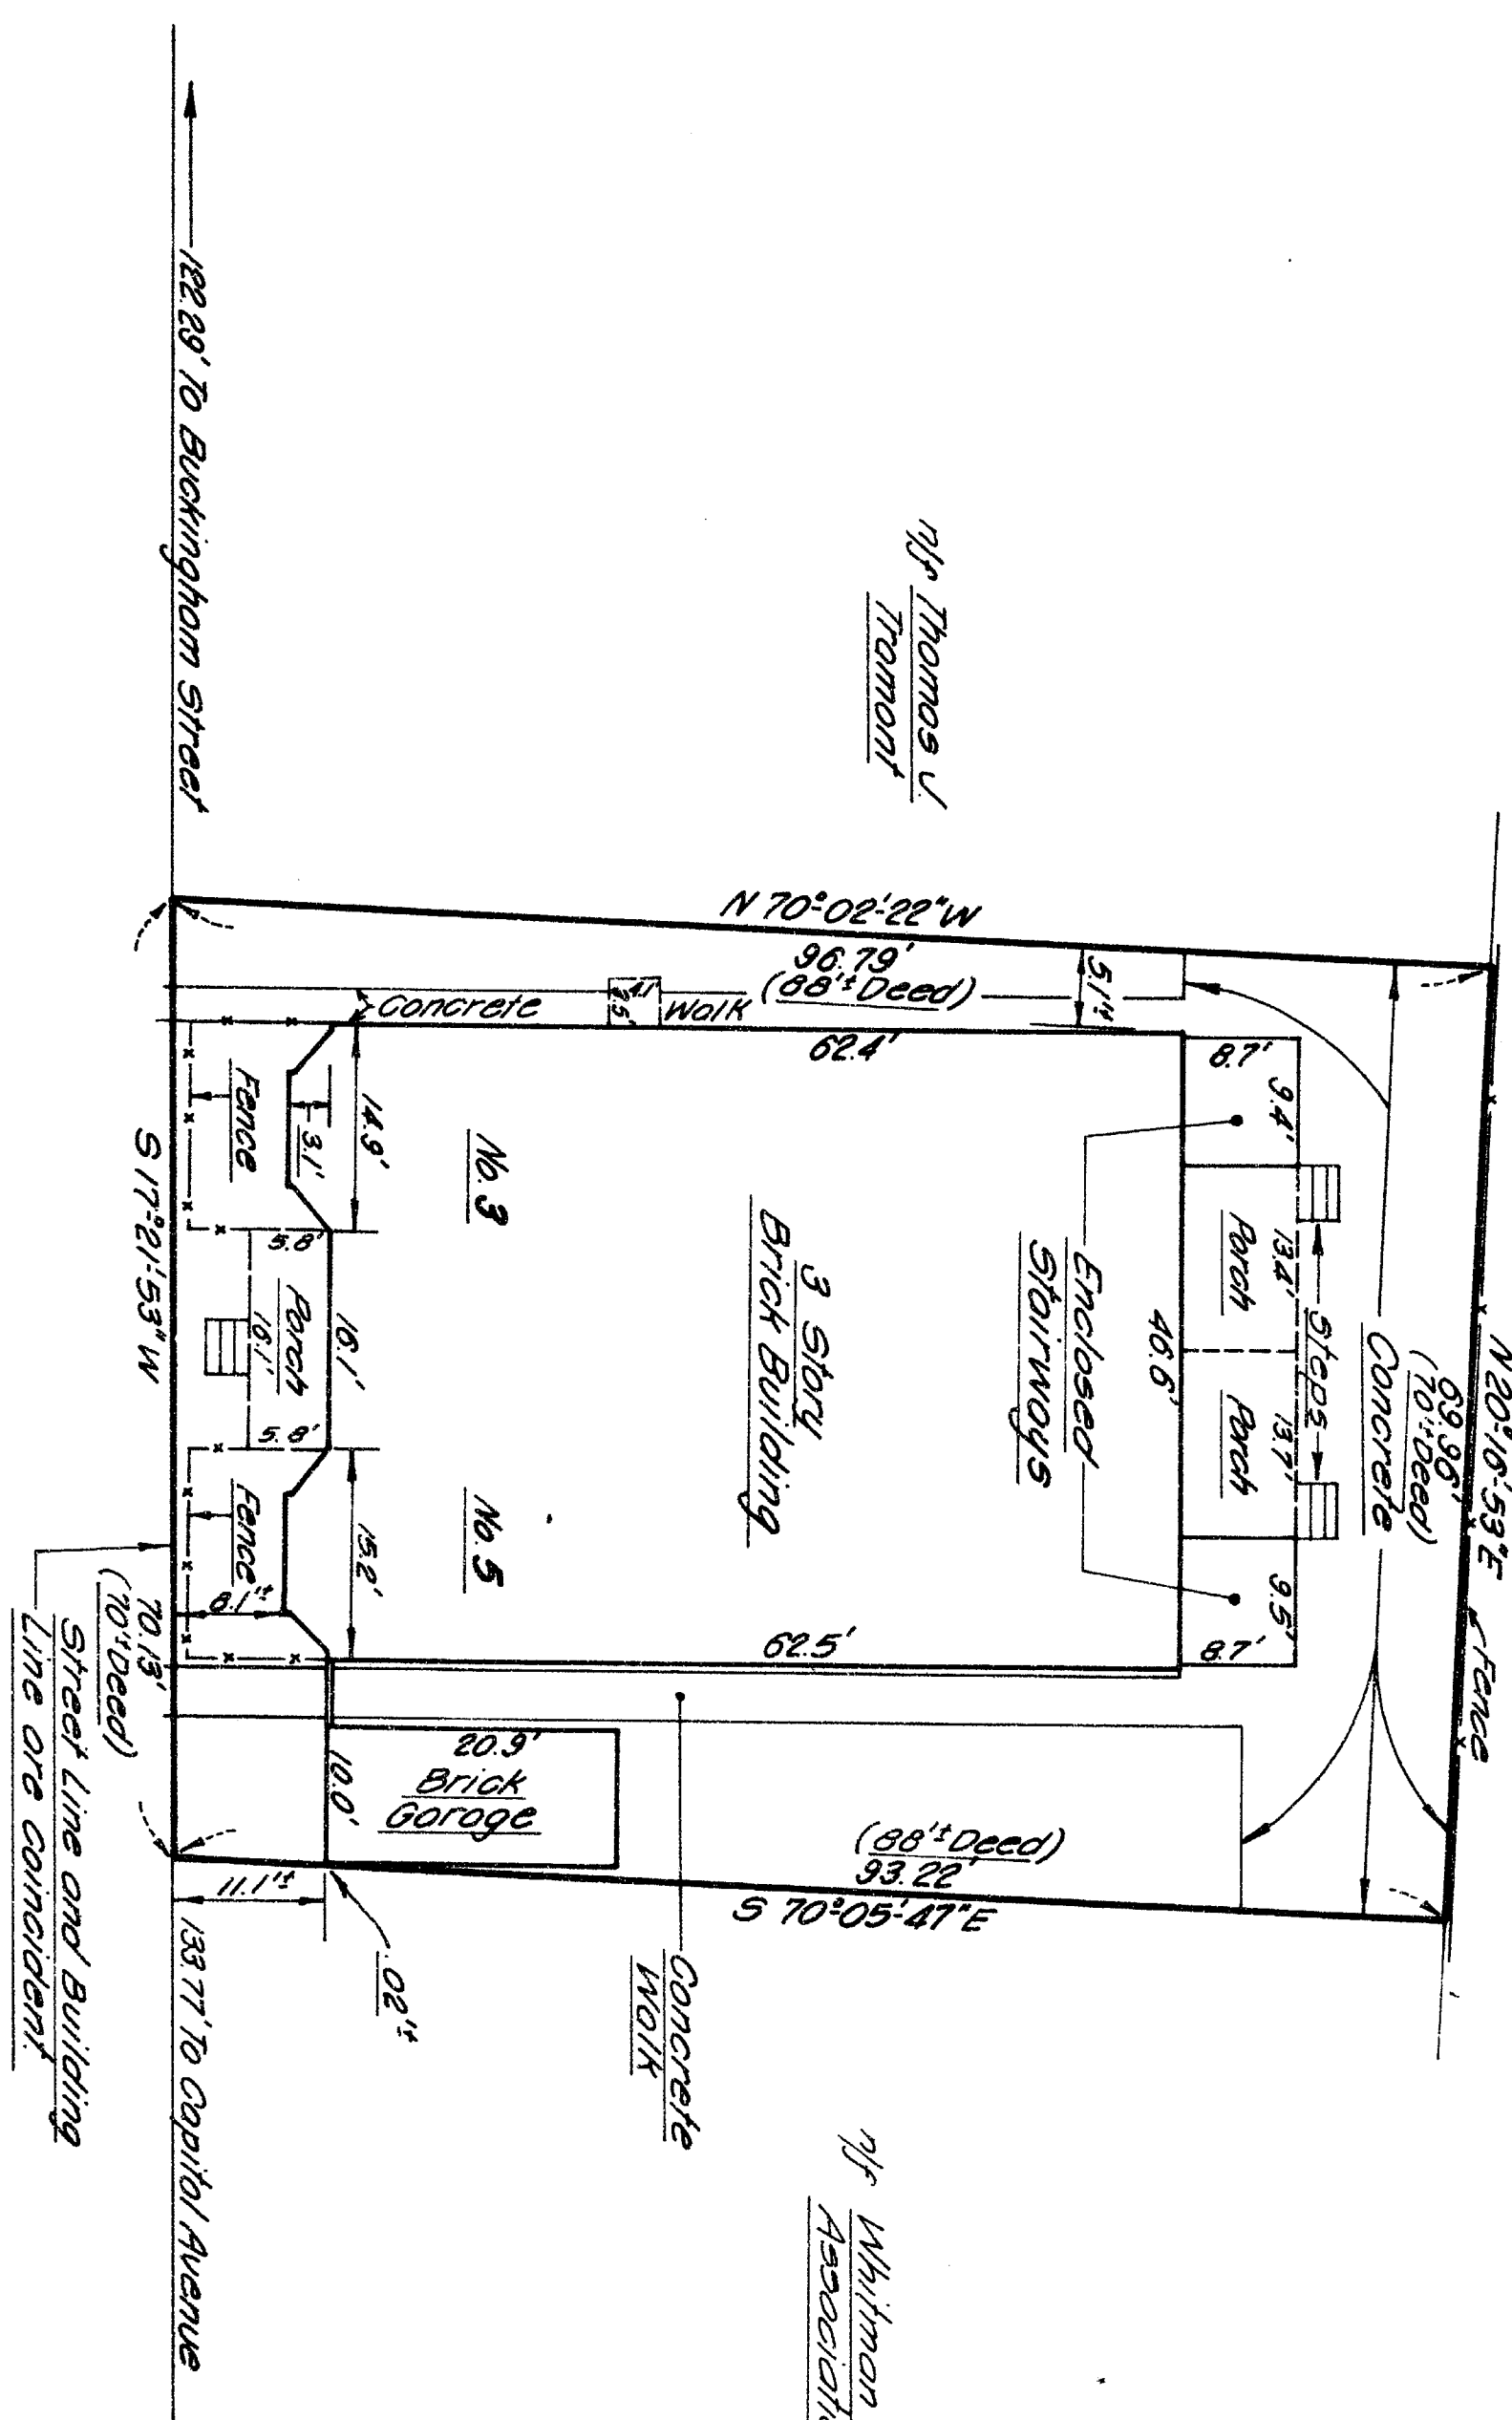 N 20°-16'-53" E
69.96'
(70'± Deed)
Fence
Concrete
Steps
8.7'
9.4'
Porch
13.4'
Porch
13.7'
9.5'
8.7'
46.6'
Enclosed
Stairways
N 70°-02'-22" W
96.79'
(88'± Deed)
5.1'±
n/f Thomas J.
Tramont
62.4'
Concrete
Walk
4.1'
2.5'
3 Story
Brick Building
62.5'
No. 3
No. 5
(88'± Deed)
93.22'
S 70°-05'-47" E
n/f Whitman
Concrete
Walk
20.9'
Brick
Garage
10.0'
.02'±
11.1'±
14.9'
3.1'
Fence
16.1'
5.8'
Porch
16.1'
5.8'
15.2'
Fence
8.1'±
S 17°-21'-53" W
70.13'
(70'± Deed)
122.29' To Buckingham Street
133.77' To Capitol Avenue
Street Line and Building
Line are coincident.